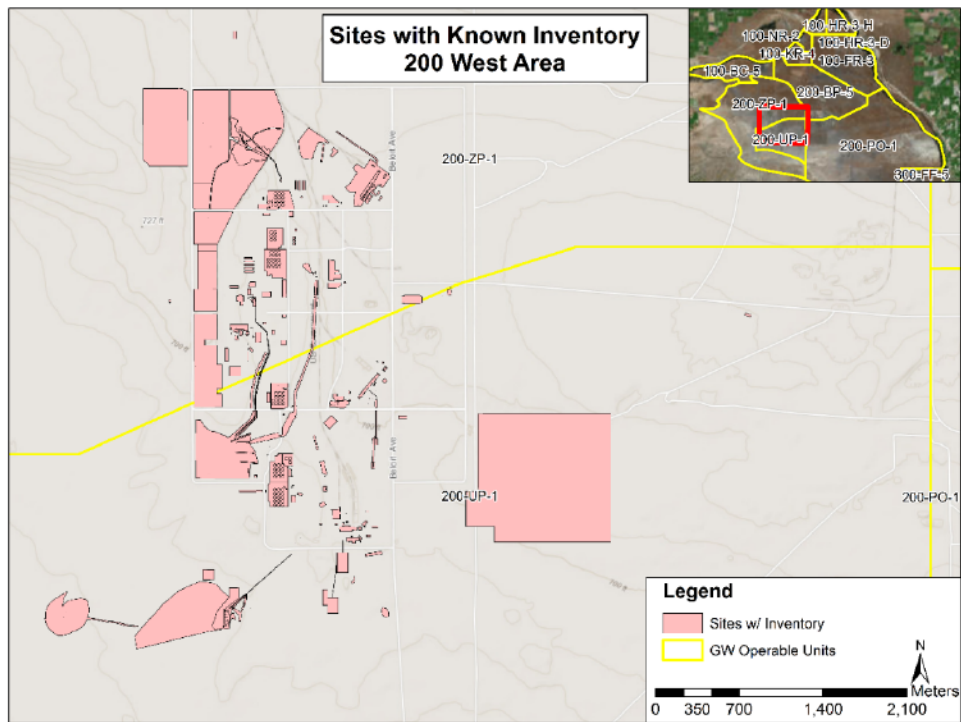 Sites with Known Inventory
200 West Area
100-HR-3-H
100-NR-2
100-HR-3-D
100-KR-4
100-FR-3
100-BC-5
200-BP-5
200-ZP-1
200-UP-1
200-PO-1
300-FF-5
Beloit Ave
200-ZP-1
727 ft
Beloit Ave
200-UP-1
200-PO-1
Legend
Sites w/ Inventory
GW Operable Units
N
Meters
0 350 700 1,400 2,100